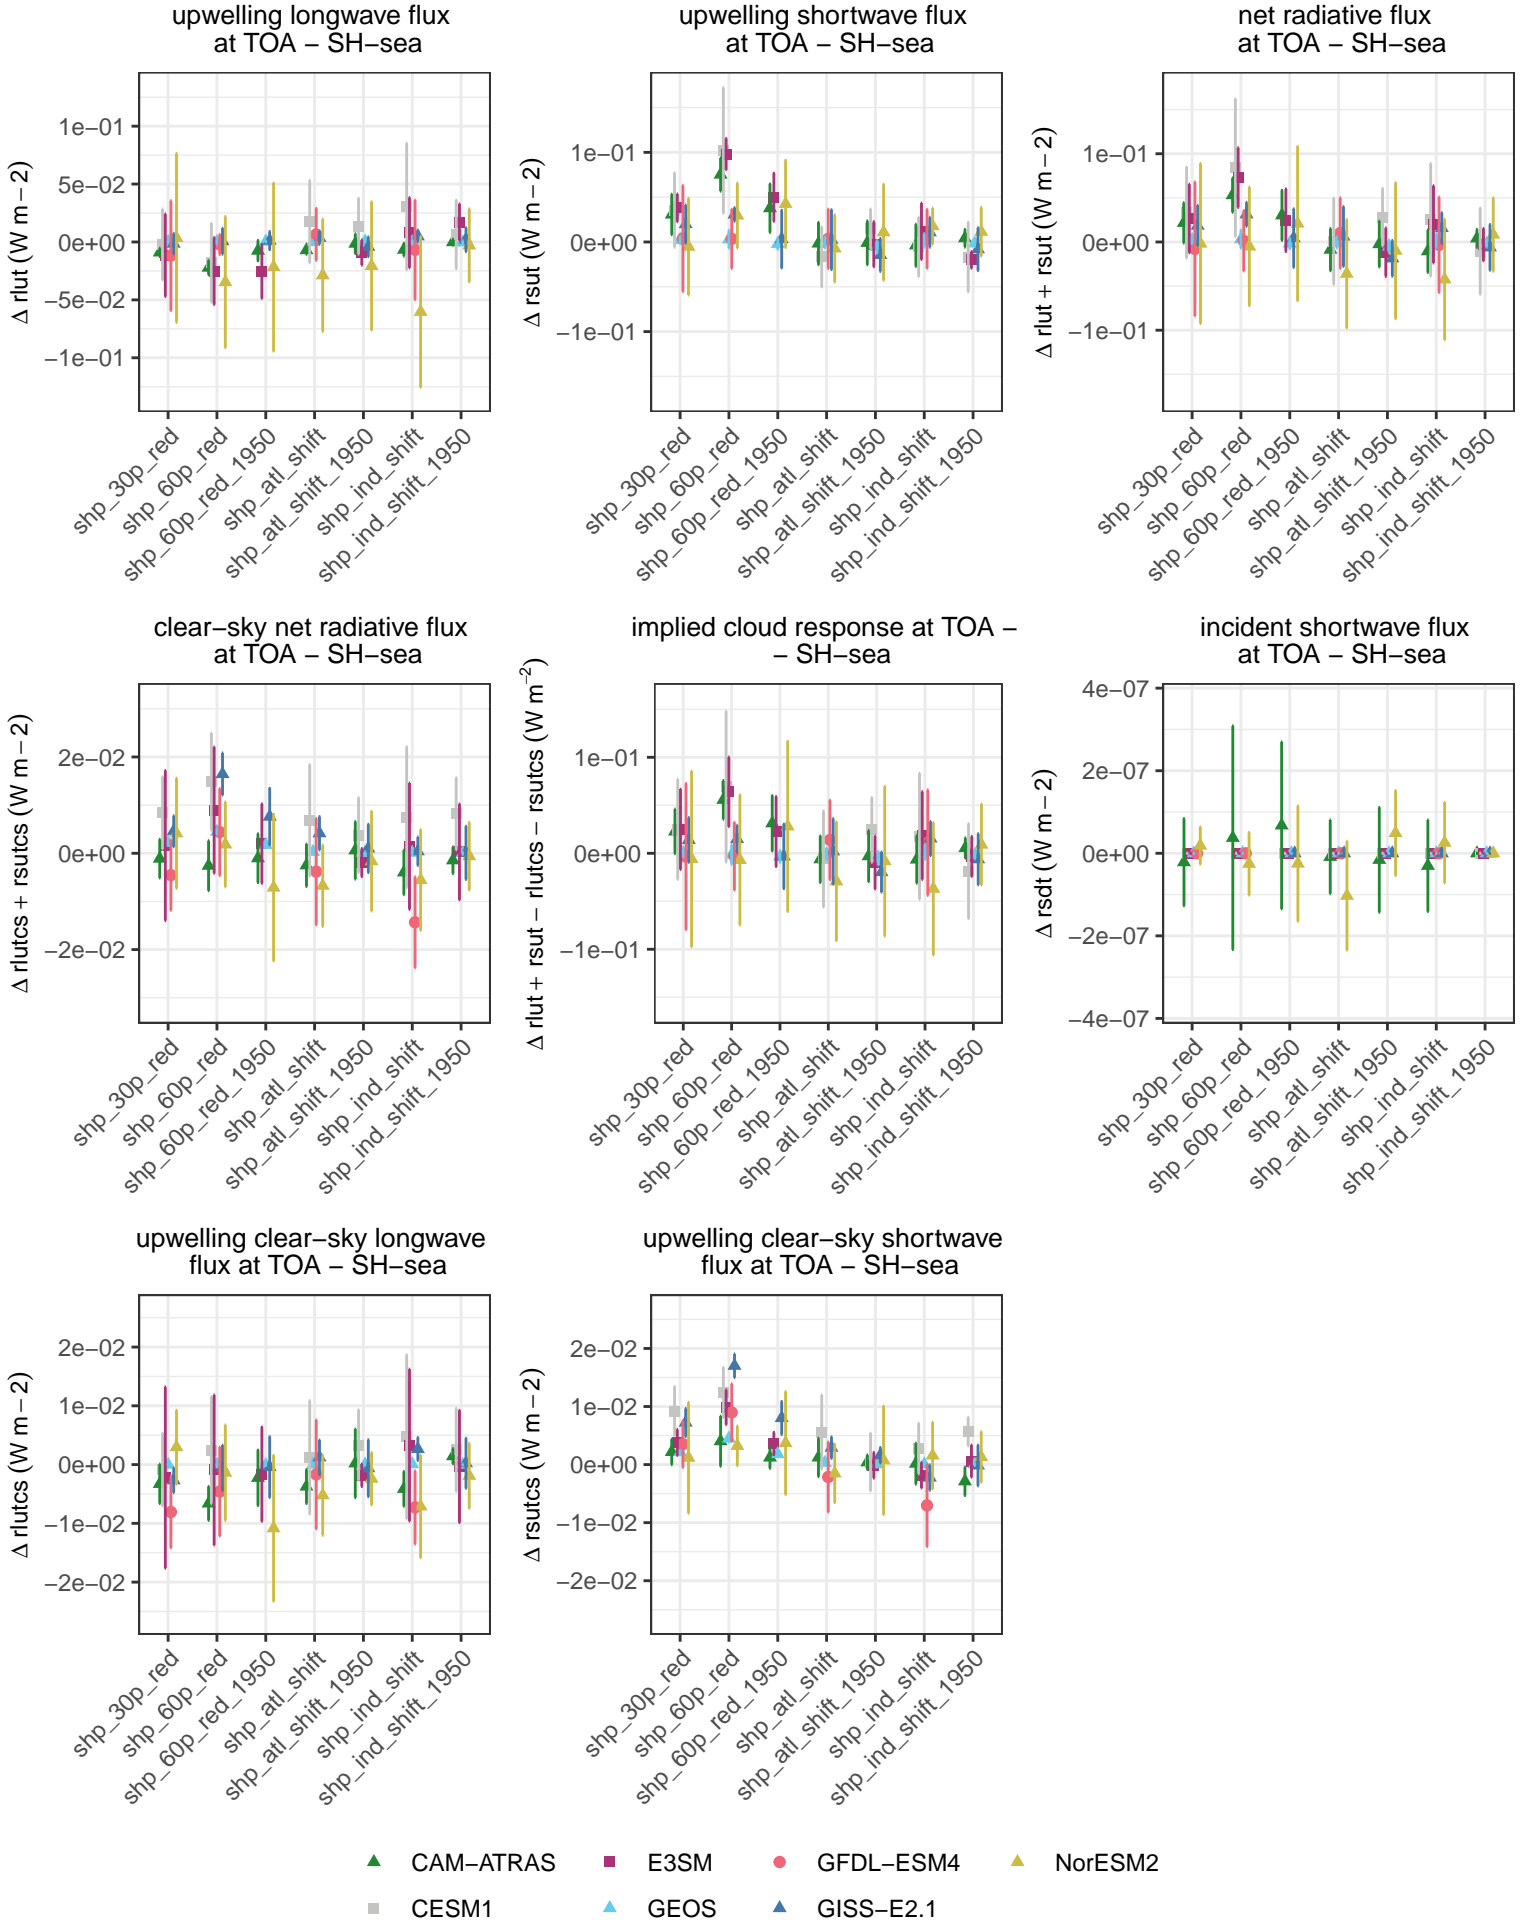 upwelling longwave flux
at TOA − SH−sea
Δ rlut (W m − 2)
1e−01
5e−02
0e+00
−5e−02
−1e−01
shp_30p_red
shp_60p_red
shp_60p_red_1950
shp_atl_shift
shp_atl_shift_1950
shp_ind_shift
shp_ind_shift_1950
upwelling shortwave flux
at TOA − SH−sea
Δ rsut (W m − 2)
1e−01
0e+00
−1e−01
shp_30p_red
shp_60p_red
shp_60p_red_1950
shp_atl_shift
shp_atl_shift_1950
shp_ind_shift
shp_ind_shift_1950
net radiative flux
at TOA − SH−sea
Δ rlut + rsut (W m − 2)
1e−01
0e+00
−1e−01
shp_30p_red
shp_60p_red
shp_60p_red_1950
shp_atl_shift
shp_atl_shift_1950
shp_ind_shift
shp_ind_shift_1950
clear−sky net radiative flux
at TOA − SH−sea
Δ rlutcs + rsutcs (W m − 2)
2e−02
0e+00
−2e−02
shp_30p_red
shp_60p_red
shp_60p_red_1950
shp_atl_shift
shp_atl_shift_1950
shp_ind_shift
shp_ind_shift_1950
implied cloud response at TOA −
− SH−sea
Δ rlut + rsut − rlutcs − rsutcs (W m⁻²)
1e−01
0e+00
−1e−01
shp_30p_red
shp_60p_red
shp_60p_red_1950
shp_atl_shift
shp_atl_shift_1950
shp_ind_shift
shp_ind_shift_1950
incident shortwave flux
at TOA − SH−sea
Δ rsdt (W m − 2)
4e−07
2e−07
0e+00
−2e−07
−4e−07
shp_30p_red
shp_60p_red
shp_60p_red_1950
shp_atl_shift
shp_atl_shift_1950
shp_ind_shift
shp_ind_shift_1950
upwelling clear−sky longwave
flux at TOA − SH−sea
Δ rlutcs (W m − 2)
2e−02
1e−02
0e+00
−1e−02
−2e−02
shp_30p_red
shp_60p_red
shp_60p_red_1950
shp_atl_shift
shp_atl_shift_1950
shp_ind_shift
shp_ind_shift_1950
upwelling clear−sky shortwave
flux at TOA − SH−sea
Δ rsutcs (W m − 2)
2e−02
1e−02
0e+00
−1e−02
−2e−02
shp_30p_red
shp_60p_red
shp_60p_red_1950
shp_atl_shift
shp_atl_shift_1950
shp_ind_shift
shp_ind_shift_1950
CAM−ATRAS
E3SM
GFDL−ESM4
NorESM2
CESM1
GEOS
GISS−E2.1